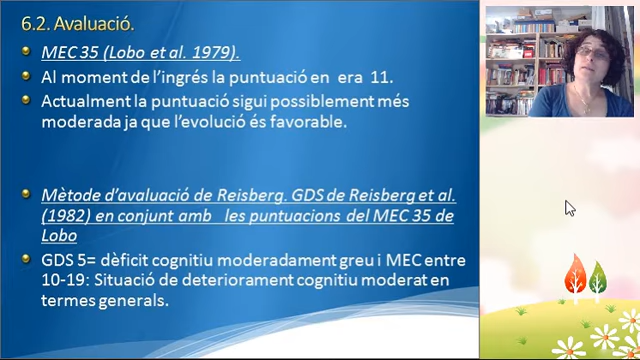 6.2. Avaluació.
MEC 35 (Lobo et al. 1979).
Al moment de l'ingrés la puntuació en era 11.
Actualment la puntuació sigui possiblement més
moderada ja que l'evolució és favorable.
Mètode d'avaluació de Reisberg. GDS de Reisberg et al.
(1982) en conjunt amb les puntuacions del MEC 35 de
Lobo
GDS 5= dèficit cognitiu moderadament greu i MEC entre
10-19: Situació de deteriorament cognitiu moderat en
termes generals.